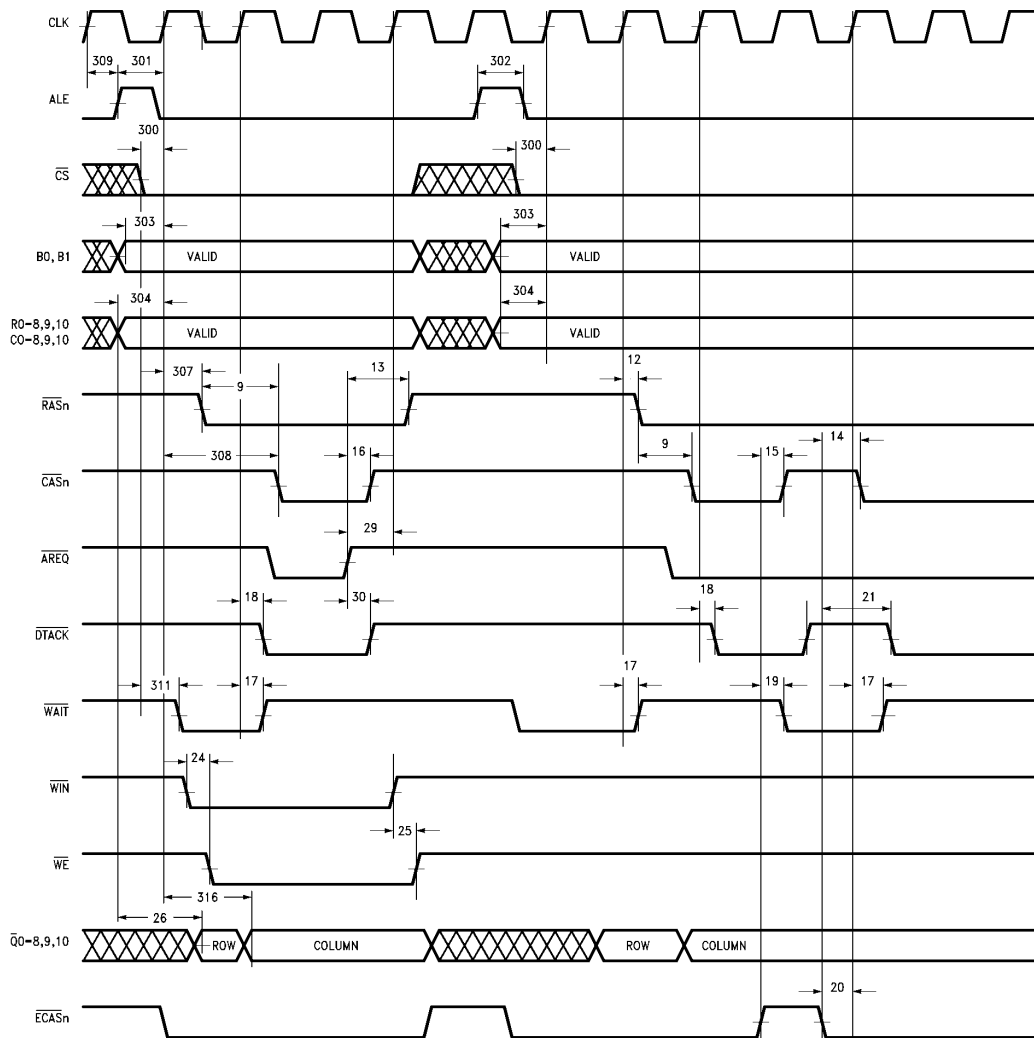 CLK
309 301 302
ALE
300 300
CS
303 303
B0, B1 VALID VALID
304 304
R0-8,9,10
C0-8,9,10 VALID VALID
307 9 13 12
RASn
308 16 9 15 14
CASn
29
AREQ
18 30 18 21
DTACK
311 17 17 19 17
WAIT
24
WIN
25
WE
316
26
Q0-8,9,10 ROW COLUMN ROW COLUMN
20
ECASn